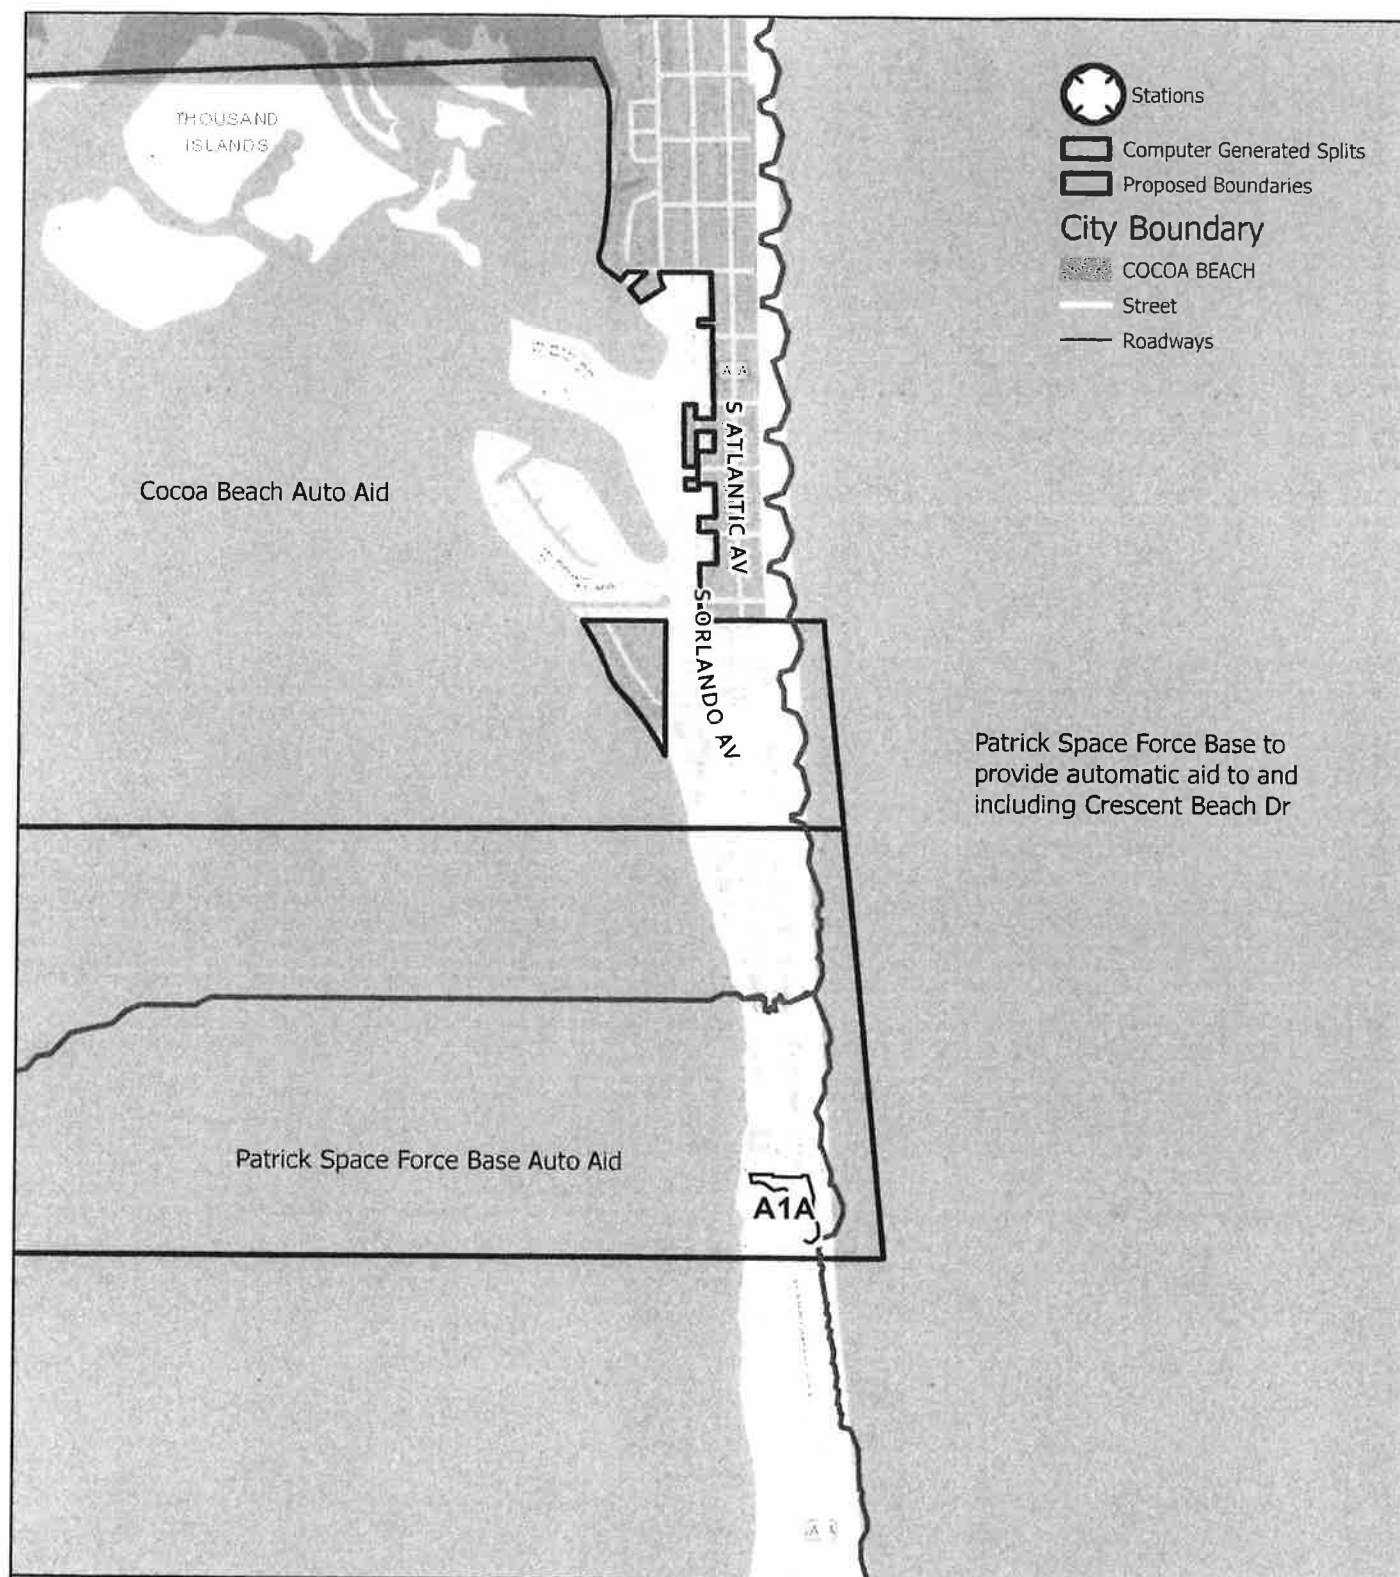 THOUSAND
ISLANDS
Stations
Computer Generated Splits
Proposed Boundaries
City Boundary
COCOA BEACH
Street
Roadways
S ATLANTIC AV
Cocoa Beach Auto Aid
S ORLANDO AV
Patrick Space Force Base to
provide automatic aid to and
including Crescent Beach Dr
Patrick Space Force Base Auto Aid
A1A